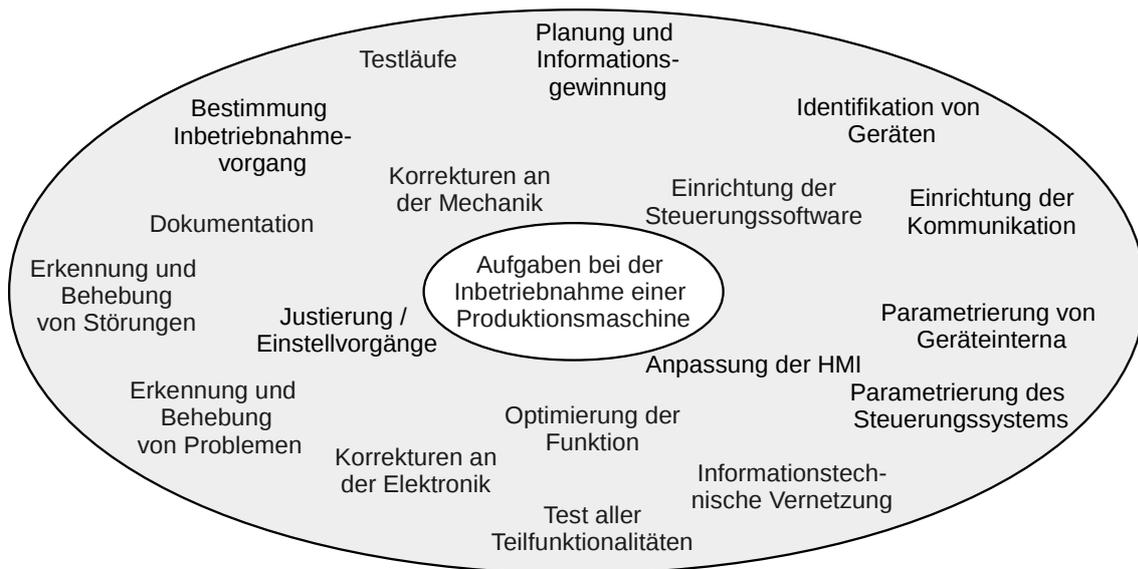 Planung und
Informations-
gewinnung
Testläufe
Bestimmung
Inbetriebnahme-
vorgang
Identifikation von
Geräten
Korrekturen an
der Mechanik
Einrichtung der
Steuerungssoftware
Einrichtung der
Kommunikation
Dokumentation
Erkennung und
Behebung
von Störungen
Aufgaben bei der
Inbetriebnahme einer
Produktionsmaschine
Justierung /
Einstellvorgänge
Parametrierung von
Geräteinterna
Anpassung der HMI
Parametrierung des
Steuerungssystems
Erkennung und
Behebung
von Problemen
Optimierung der
Funktion
Korrekturen an
der Elektronik
Informationstech-
nische Vernetzung
Test aller
Teilfunktionalitäten